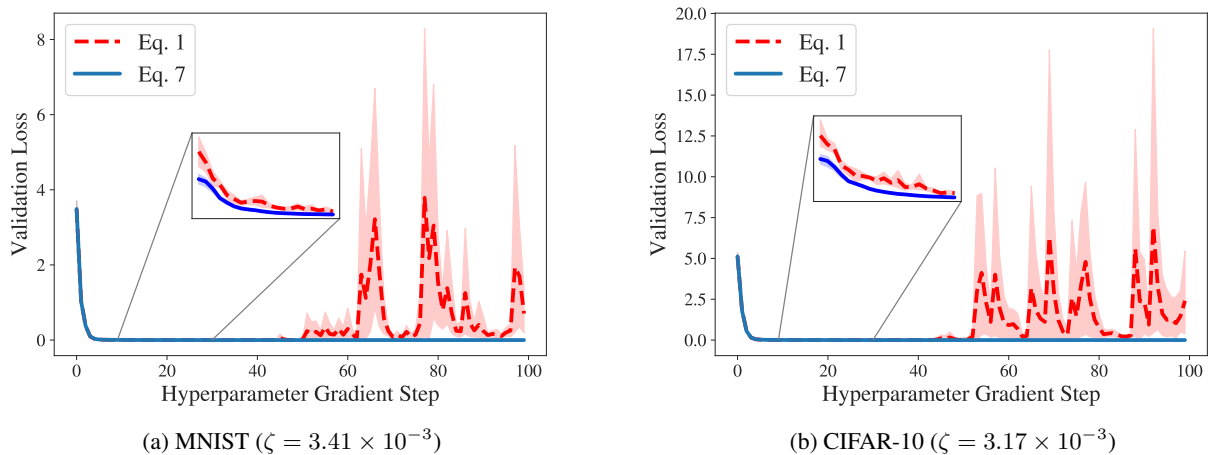 Eq. 1
Eq. 7
Validation Loss
8
6
4
2
0
0
20
40
60
80
100
Hyperparameter Gradient Step
(a) MNIST (ζ = 3.41 × 10⁻³)
Eq. 1
Eq. 7
Validation Loss
20.0
17.5
15.0
12.5
10.0
7.5
5.0
2.5
0.0
0
20
40
60
80
100
Hyperparameter Gradient Step
(b) CIFAR-10 (ζ = 3.17 × 10⁻³)